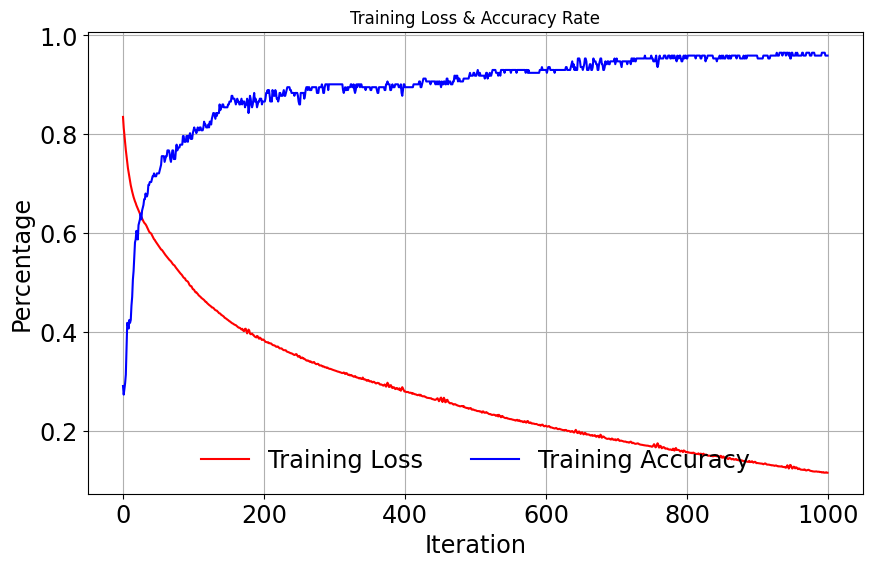 Training Loss & Accuracy Rate
1.0
0.8
0.6
0.4
0.2
Percentage
Training Loss Training Accuracy
0 200 400 600 800 1000
Iteration